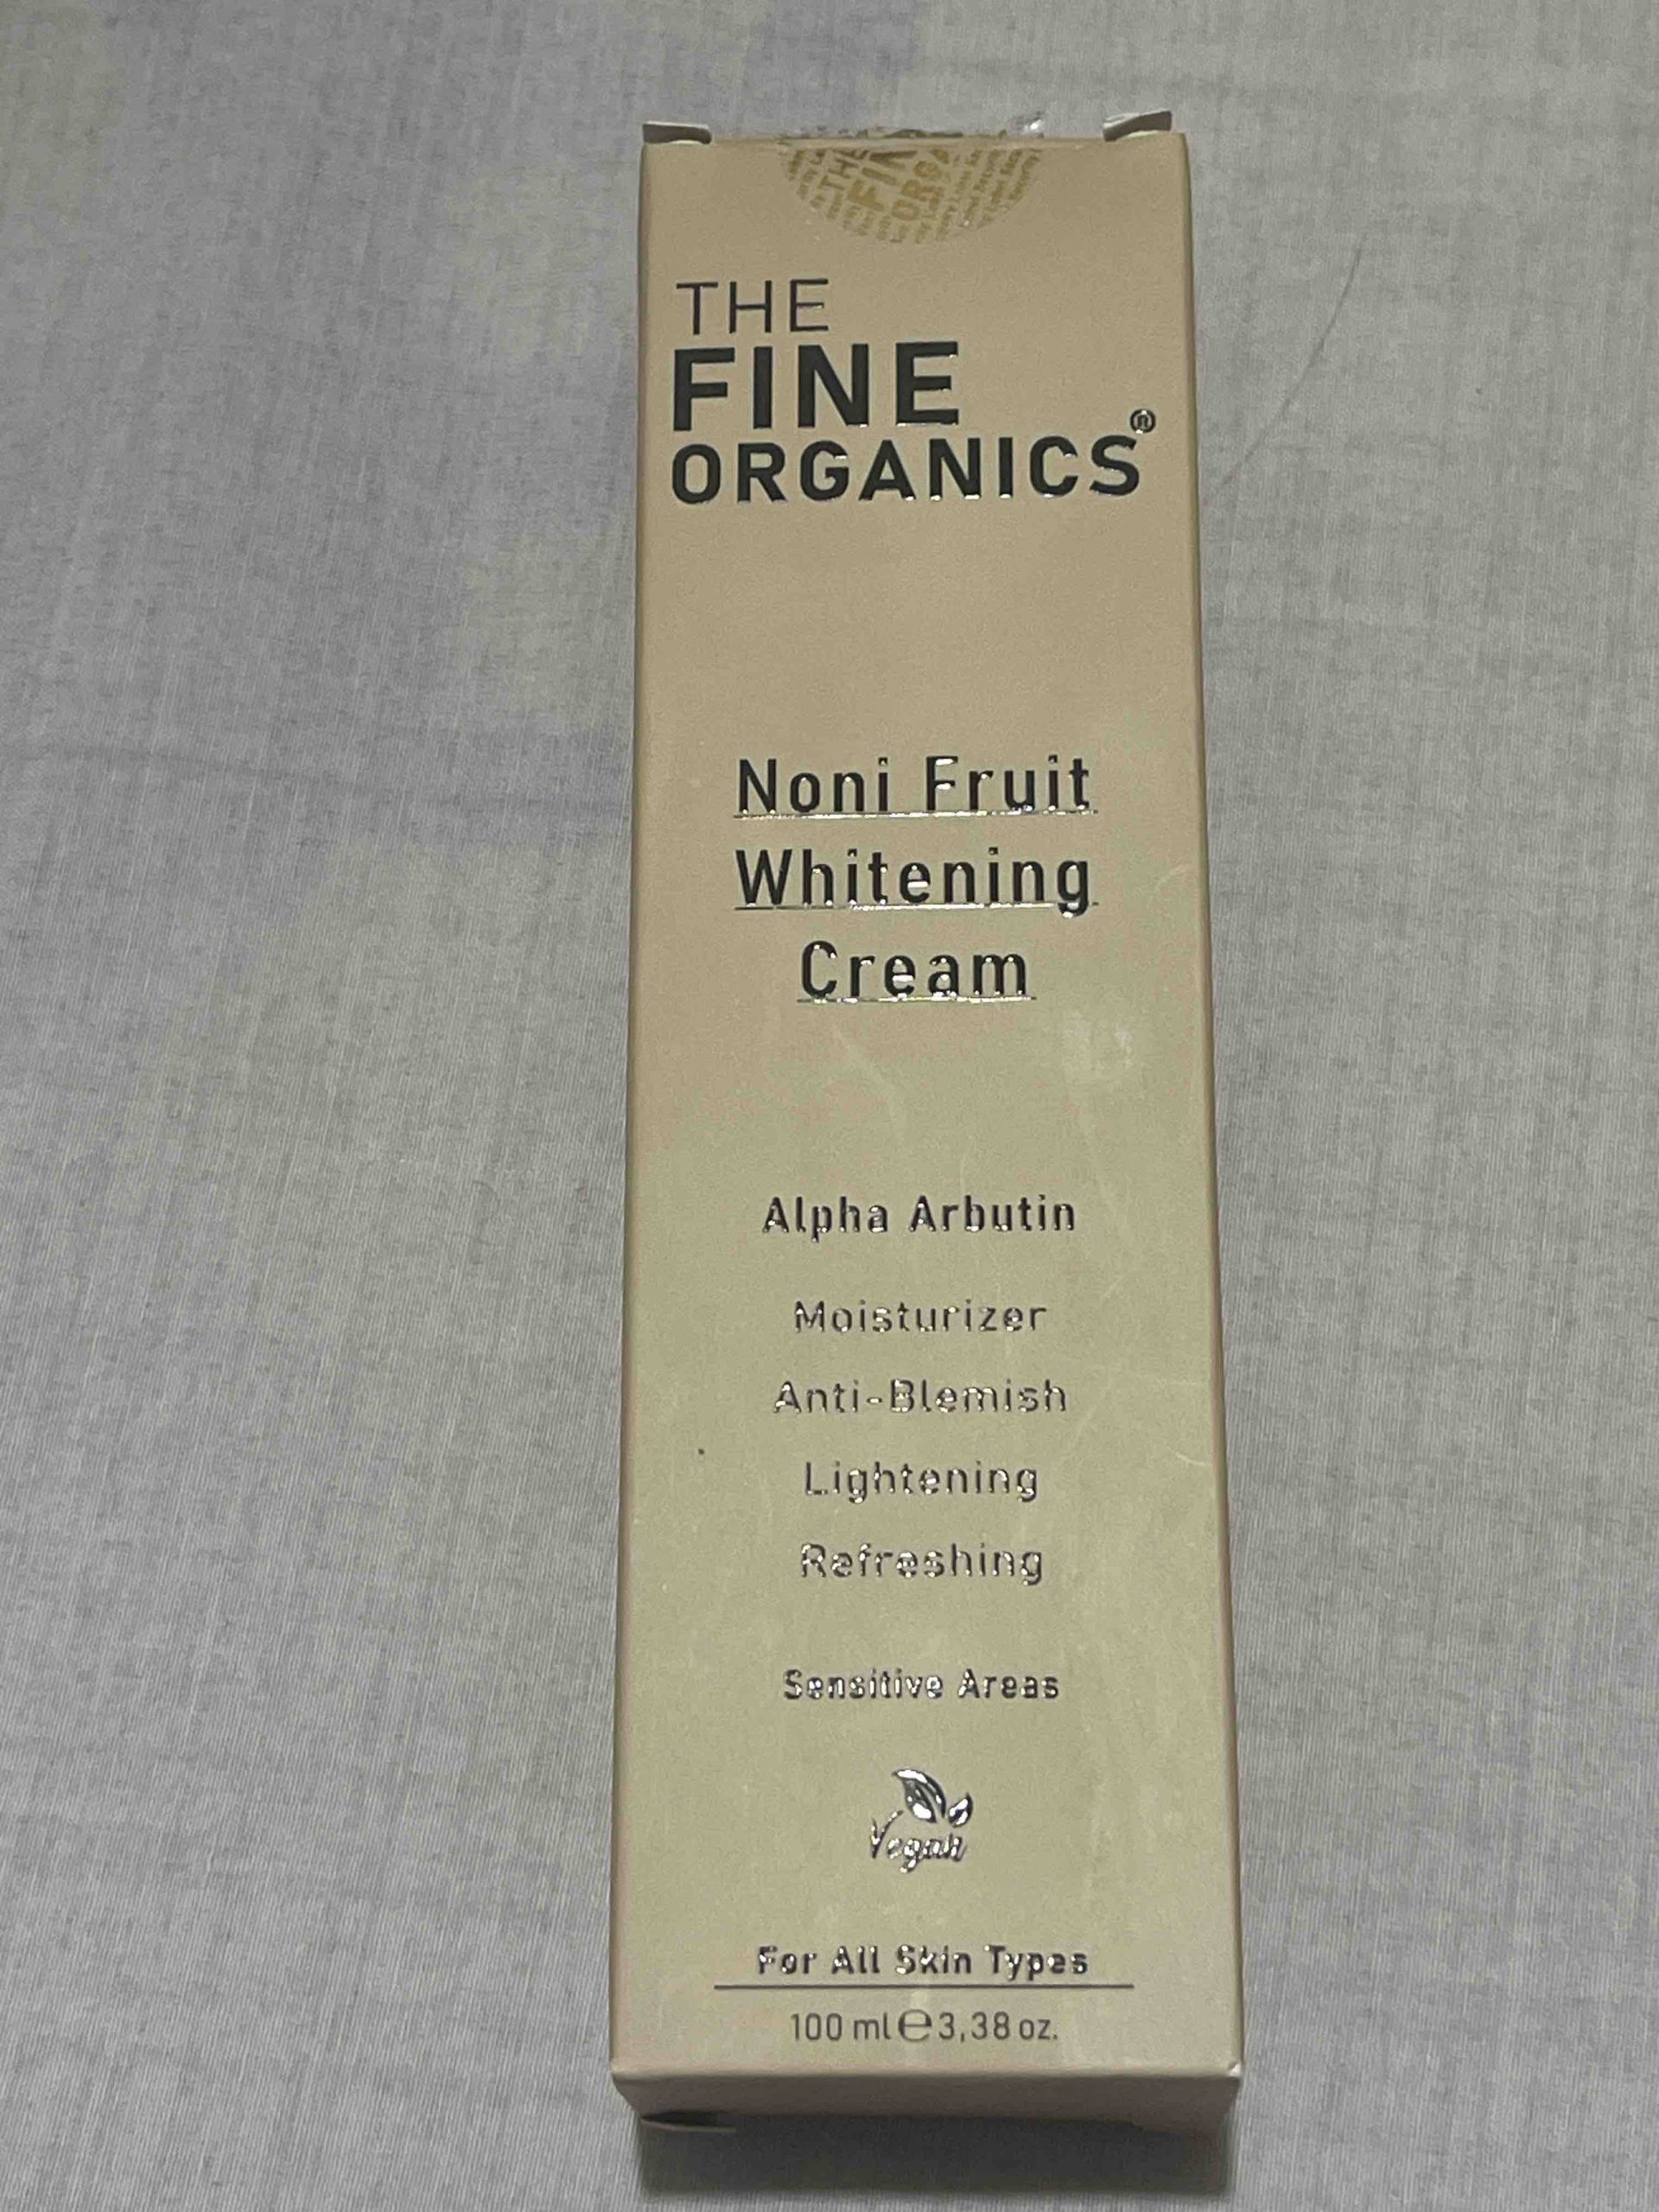 THE
FINE
ORGANICS®
Noni Fruit
Whitening
Cream
Alpha Arbutin
Moisturizer
Anti-Blemish
Lightening
Refreshing
Sensitive Areas
Vegan
For All Skin Types
100 ml ℮ 3,38 oz.